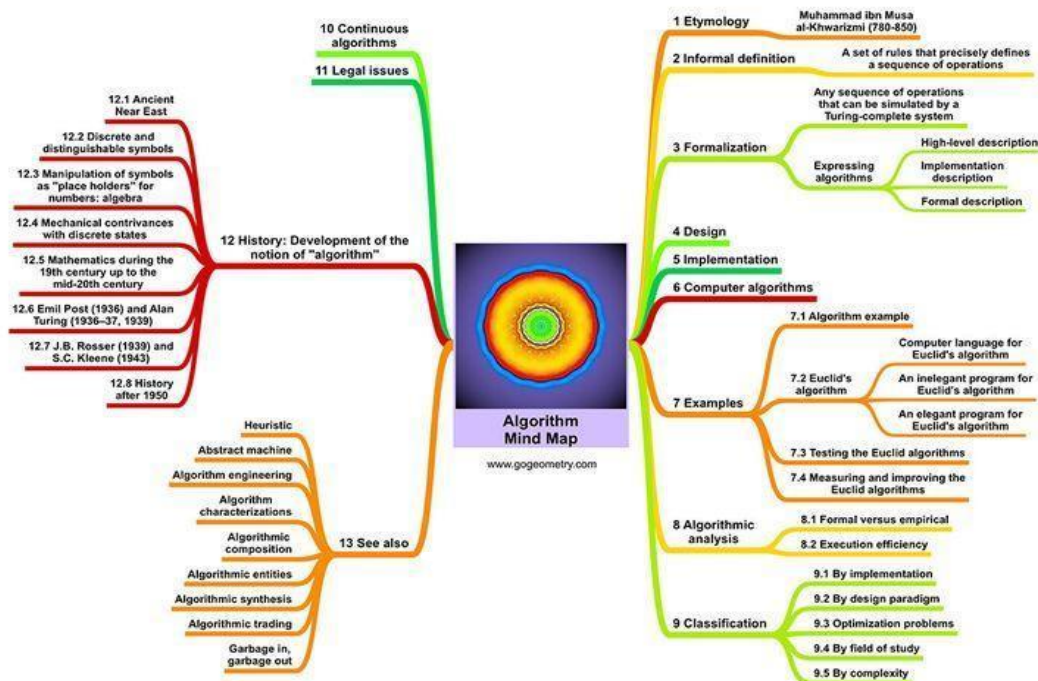 1 Etymology
Muhammad ibn Musa
al-Khwarizmi (780-850)
2 Informal definition
A set of rules that precisely defines
a sequence of operations
3 Formalization
Any sequence of operations
that can be simulated by a
Turing-complete system
Expressing
algorithms
High-level description
Implementation
description
Formal description
4 Design
5 Implementation
6 Computer algorithms
7 Examples
7.1 Algorithm example
7.2 Euclid's
algorithm
Computer language for
Euclid's algorithm
An inelegant program for
Euclid's algorithm
An elegant program for
Euclid's algorithm
7.3 Testing the Euclid algorithms
7.4 Measuring and improving the
Euclid algorithms
8 Algorithmic
analysis
8.1 Formal versus empirical
8.2 Execution efficiency
9 Classification
9.1 By implementation
9.2 By design paradigm
9.3 Optimization problems
9.4 By field of study
9.5 By complexity
10 Continuous
algorithms
11 Legal issues
12 History: Development of the
notion of "algorithm"
12.1 Ancient
Near East
12.2 Discrete and
distinguishable symbols
12.3 Manipulation of symbols
as "place holders" for
numbers: algebra
12.4 Mechanical contrivances
with discrete states
12.5 Mathematics during the
19th century up to the
mid-20th century
12.6 Emil Post (1936) and Alan
Turing (1936–37, 1939)
12.7 J.B. Rosser (1939) and
S.C. Kleene (1943)
12.8 History
after 1950
13 See also
Heuristic
Abstract machine
Algorithm engineering
Algorithm
characterizations
Algorithmic
composition
Algorithmic entities
Algorithmic synthesis
Algorithmic trading
Garbage in,
garbage out
Algorithm
Mind Map
www.gogeometry.com